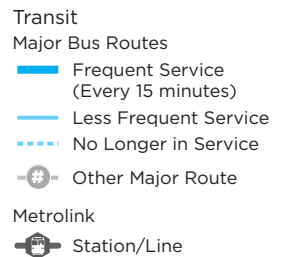 Transit
Major Bus Routes
Frequent Service
(Every 15 minutes)
Less Frequent Service
No Longer in Service
# Other Major Route
Metrolink
Station/Line